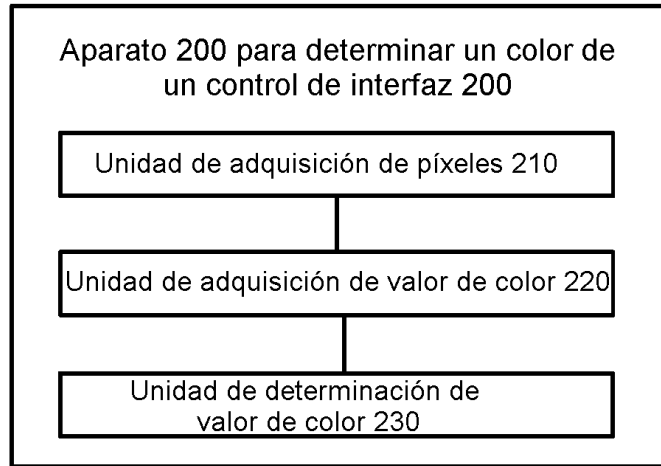 Aparato 200 para determinar un color de
un control de interfaz 200
Unidad de adquisición de píxeles 210
Unidad de adquisición de valor de color 220
Unidad de determinación de
valor de color 230